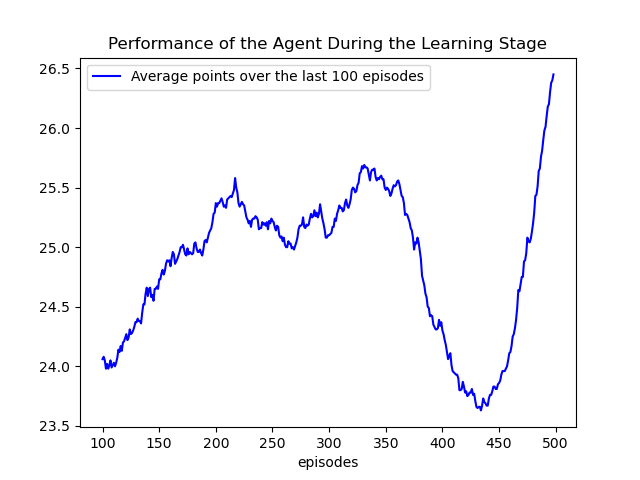 Performance of the Agent During the Learning Stage
Average points over the last 100 episodes
26.5
26.0
25.5
25.0
24.5
24.0
23.5
100 150 200 250 300 350 400 450 500
episodes